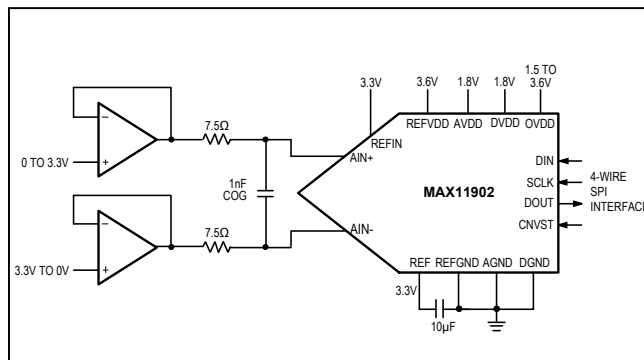 3.3V
3.6V
1.8V
1.8V
1.5 TO
3.6V
REFVDD
AVDD
DVDD
OVDD
REFIN
7.5Ω
0 TO 3.3V
AIN+
1nF
COG
MAX11902
DIN
SCLK
DOUT
CNVST
4-WIRE
SPI
INTERFACE
7.5Ω
AIN-
3.3V TO 0V
REF
REFGND
AGND
DGND
3.3V
10µF
− 
+
−
+